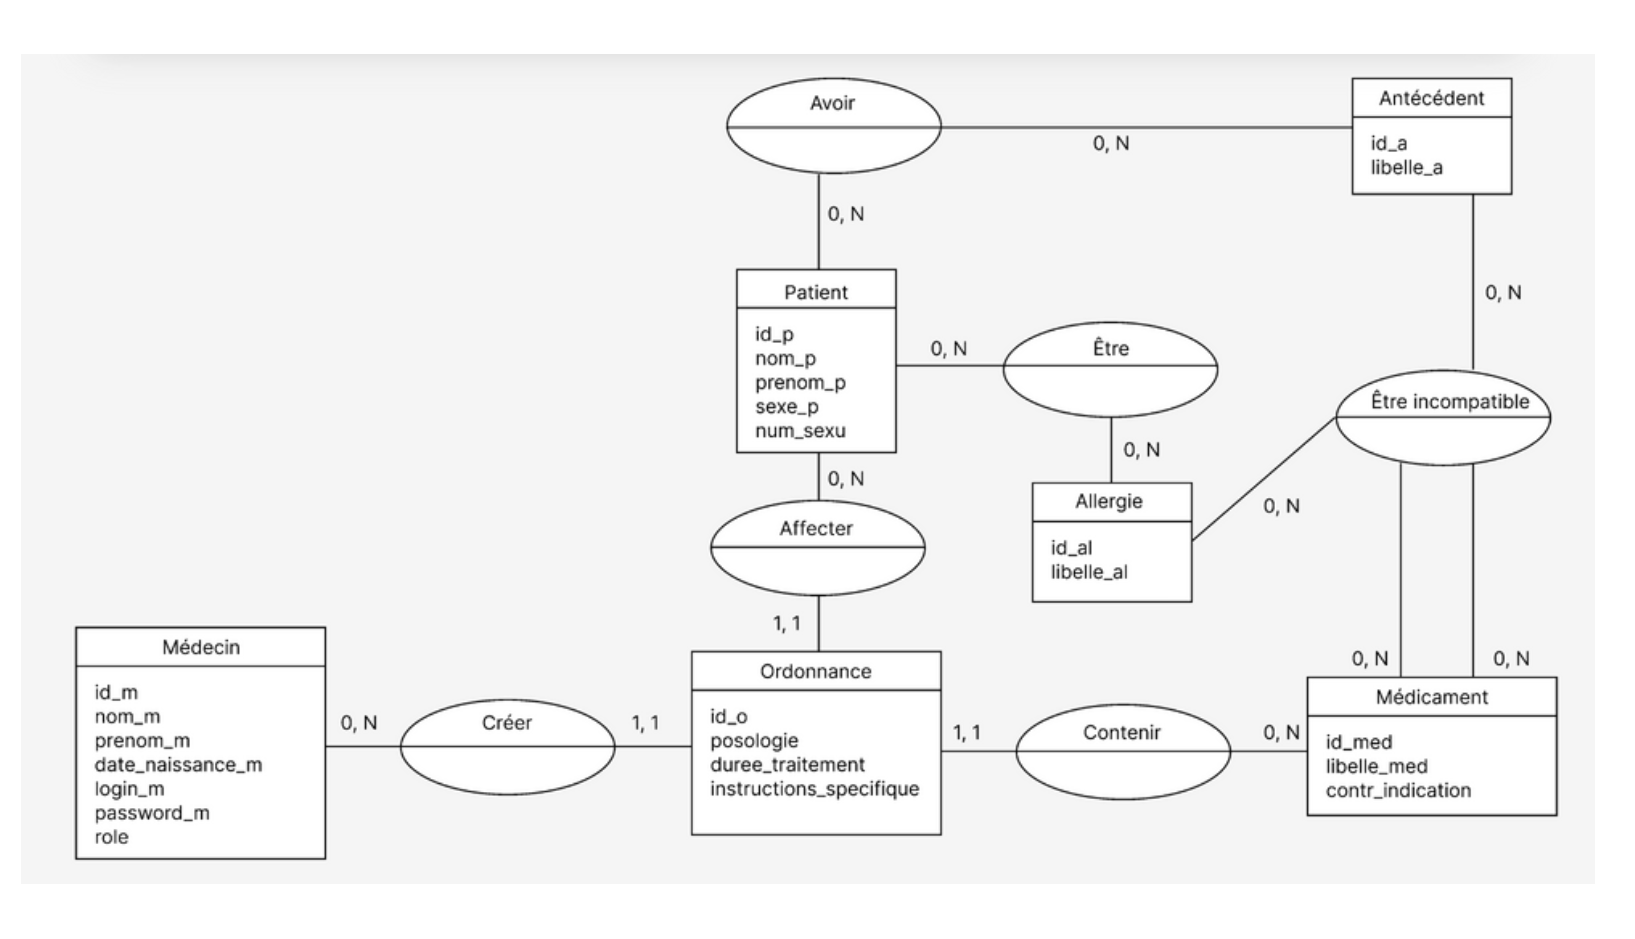 Avoir
0, N
Antécédent
id_a
libelle_a
0, N
0, N
Patient
id_p
nom_p
prenom_p
sexe_p
num_sexu
0, N
Être
0, N
Être incompatible
0, N
Allergie
id_al
libelle_al
0, N
0, N
Affecter
1, 1
Médecin
id_m
nom_m
prenom_m
date_naissance_m
login_m
password_m
role
0, N
Créer
1, 1
Ordonnance
id_o
posologie
duree_traitement
instructions_specifique
1, 1
Contenir
0, N
0, N
0, N
Médicament
id_med
libelle_med
contr_indication